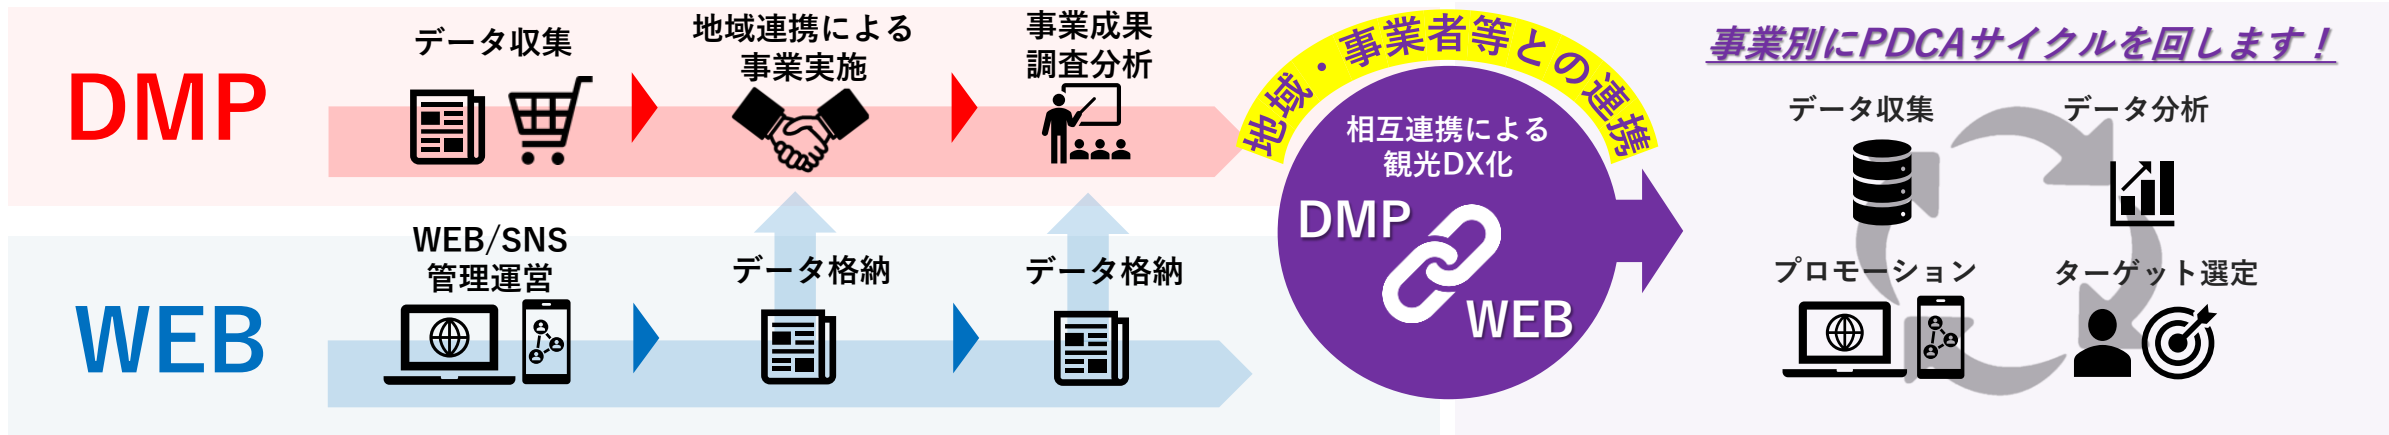 DMP
データ収集
地域連携による
事業実施
事業成果
調査分析
WEB
WEB/SNS
管理運営
データ格納
データ格納
地域・事業者等との連携
相互連携による
観光DX化
DMP
WEB
事業別にPDCAサイクルを回します！
データ収集
データ分析
プロモーション
ターゲット選定